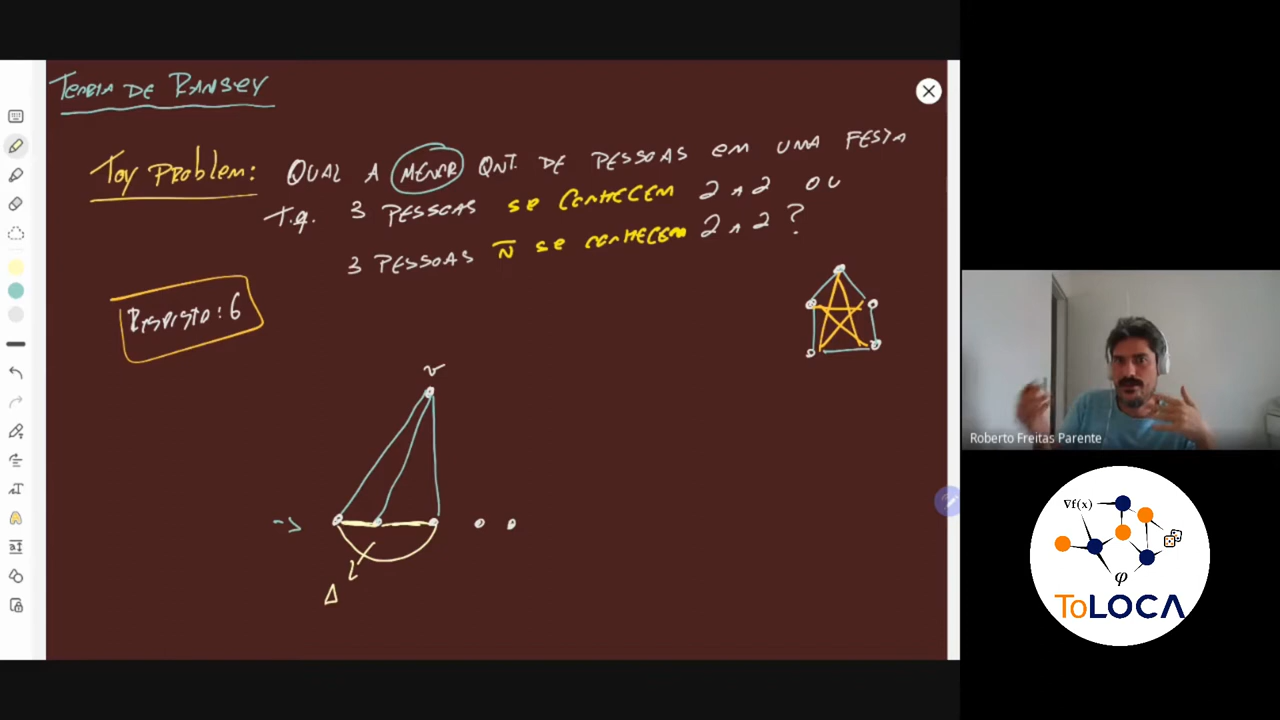 TEORIA DE RAMSEY
Toy Problem: QUAL A MENOR QNT. DE PESSOAS em UMA FESTA
T.q. 3 PESSOAS se CONHECEM 2 A 2 OU
3 PESSOAS Ñ se CONHECEM 2 A 2 ?
Resposta: 6
v
Δ
Roberto Freitas Parente
∇f(x)
φ
ToLOCA